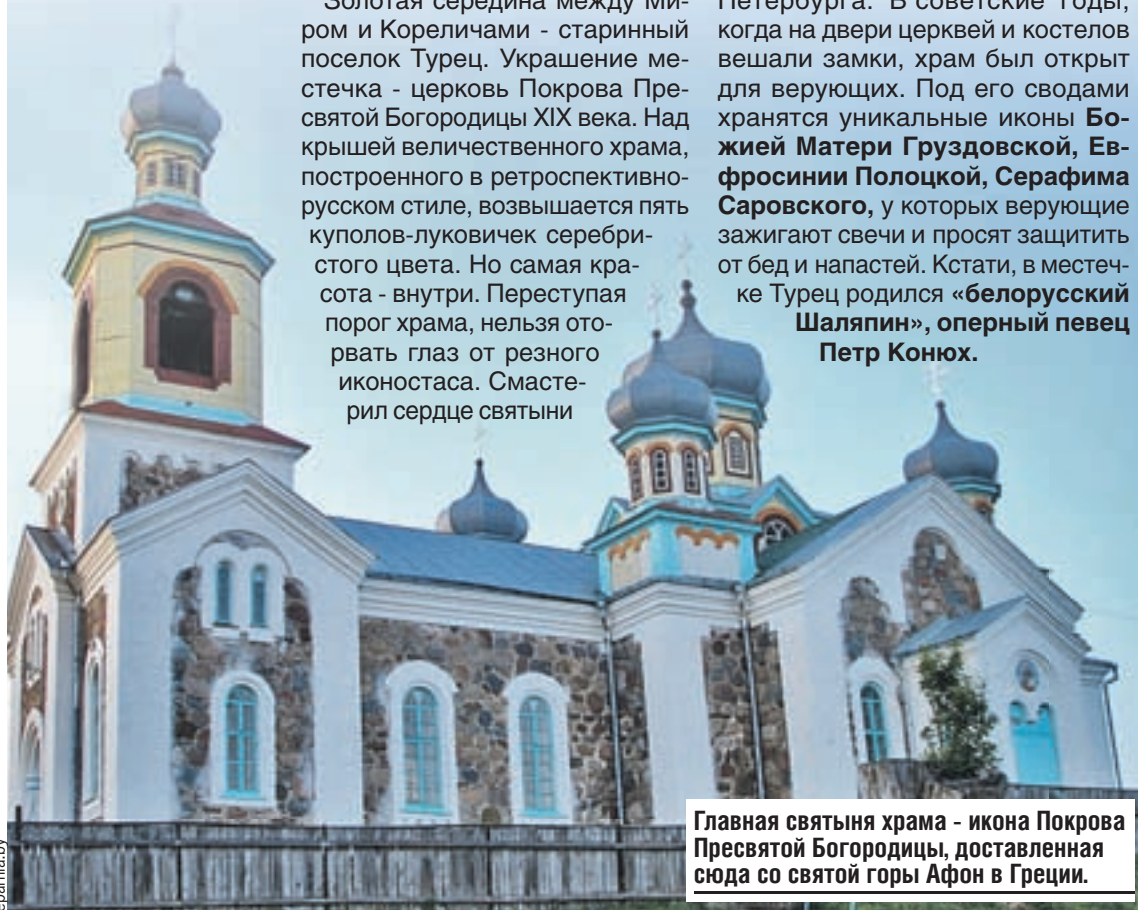 Золотая середина между Ми-
ром и Кореличами - старинный
поселок Турец. Украшение ме-
стечка - церковь Покрова Пре-
святой Богородицы XIX века. Над
крышей величественного храма,
построенного в ретроспективно-
русском стиле, возвышается пять
куполов-луковичек серебри-
стого цвета. Но самая кра-
сота - внутри. Переступая
порог храма, нельзя ото-
рвать глаз от резного
иконостаса. Смасте-
рил сердце святыни
Петербурга. В советские годы,
когда на двери церквей и костелов
вешали замки, храм был открыт
для верующих. Под его сводами
хранятся уникальные иконы Бо-
жией Матери Груздовской, Ев-
фросинии Полоцкой, Серафима
Саровского, у которых верующие
зажигают свечи и просят защитить
от бед и напастей. Кстати, в местеч-
ке Турец родился «белорусский
Шаляпин», оперный певец
Петр Конюх.
Главная святыня храма - икона Покрова
Пресвятой Богородицы, доставленная
сюда со святой горы Афон в Греции.